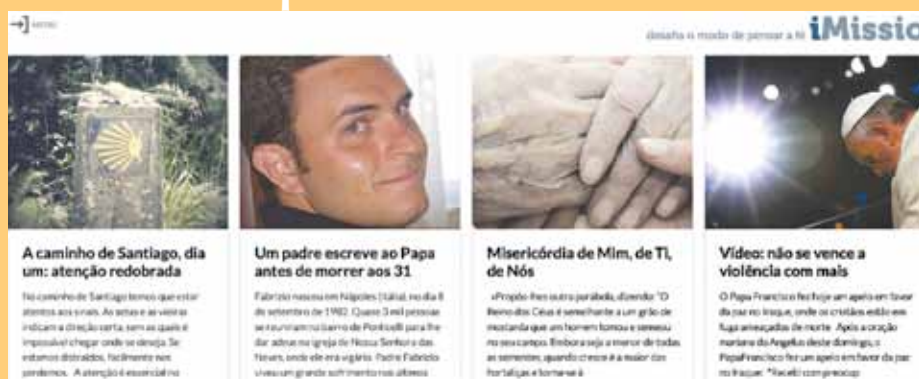 MENU
desafia o modo de pensar a fé iMissio
A caminho de Santiago, dia
um: atenção redobrada
No caminho de Santiago temos que estar
atentos aos sinais. As setas e as vieiras
indicam a direção certa, sem as quais é
impossível chegar onde se deseja. Se
estamos distraídos, facilmente nos
perdemos. A atenção é essencial no
Um padre escreve ao Papa
antes de morrer aos 31
Fabrizio nasceu em Nápoles (Itália), no dia 8
de setembro de 1982. Quase 3 mil pessoas
se reuniram no bairro de Ponticelli para lhe
dar adeus na igreja de Nossa Senhora das
Neves, onde ele era vigário. Padre Fabrizio
viveu um grande sofrimento nos últimos
Misericórdia de Mim, de Ti,
de Nós
«Propôs-lhes outra parábola, dizendo: "O
Reino dos Céus é semelhante a um grão de
mostarda que um homem tomou e semeou
no seu campo. Embora seja a menor de todas
as sementes, quando cresce é a maior das
hortaliças e torna-se a
Vídeo: não se vence a
violência com mais
O Papa Francisco fez hoje um apelo em favor
da paz no Iraque, onde os cristãos estão em
fuga ameaçados de morte. Após a oração
mariana do Angelus deste domingo, o
PapaFrancisco fez um apelo em favor da paz
no Iraque: "Recebi com preocup